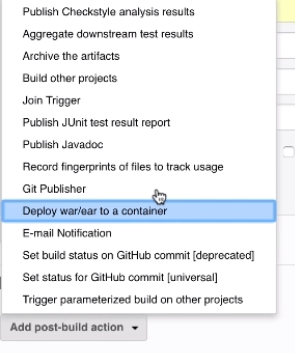 Publish Checkstyle analysis results
Aggregate downstream test results
Archive the artifacts
Build other projects
Join Trigger
Publish JUnit test result report
Publish Javadoc
Record fingerprints of files to track usage
Git Publisher
Deploy war/ear to a container
E-mail Notification
Set build status on GitHub commit [deprecated]
Set status for GitHub commit [universal]
Trigger parameterized build on other projects
Add post-build action